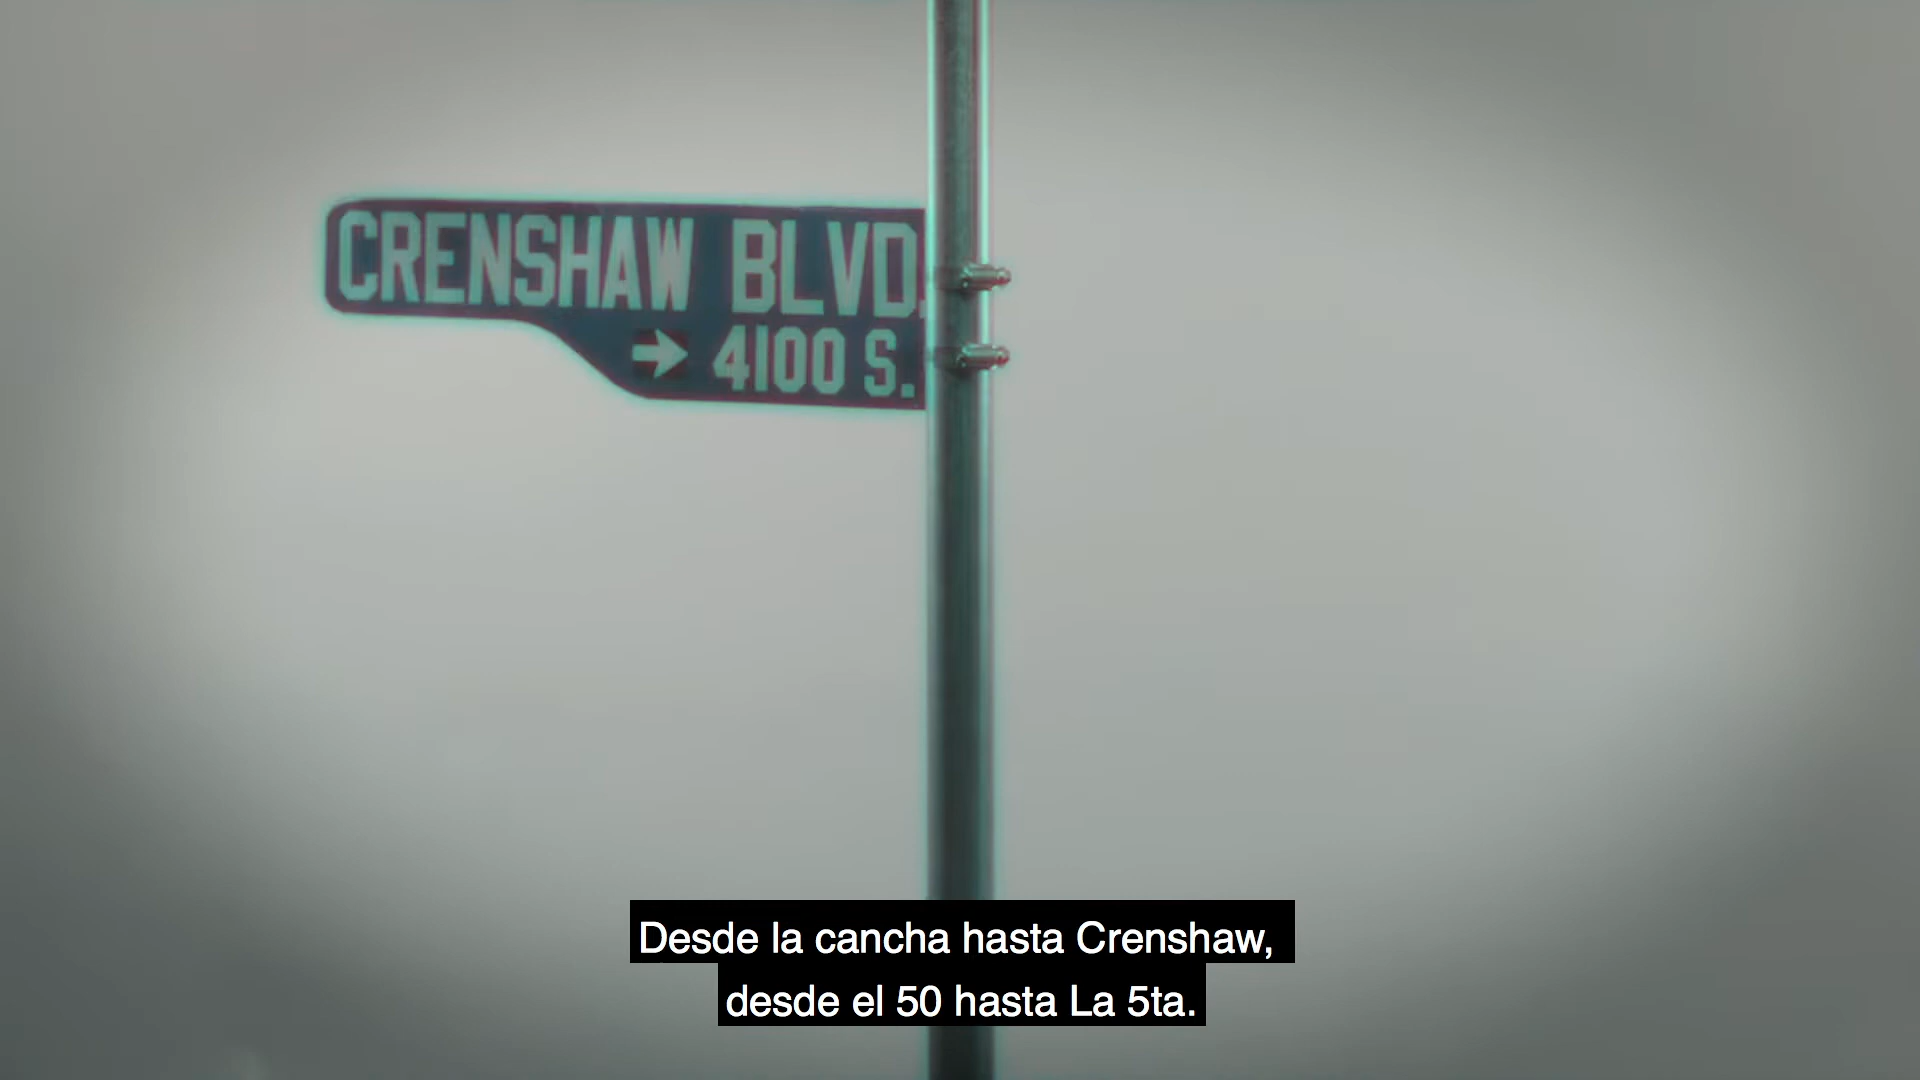 CRENSHAW BLVD.
→ 4100 S.
Desde la cancha hasta Crenshaw,
desde el 50 hasta La 5ta.